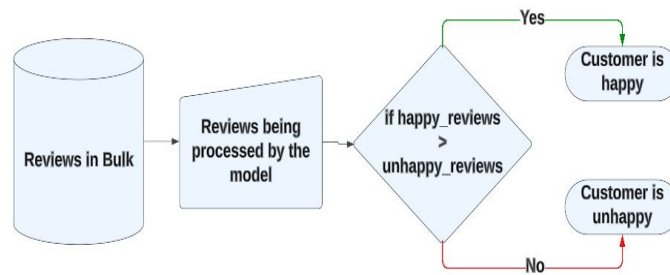 Reviews in Bulk
Reviews being
processed by the
model
if happy_reviews
>
unhappy_reviews
Yes
Customer is
happy
No
Customer is
unhappy